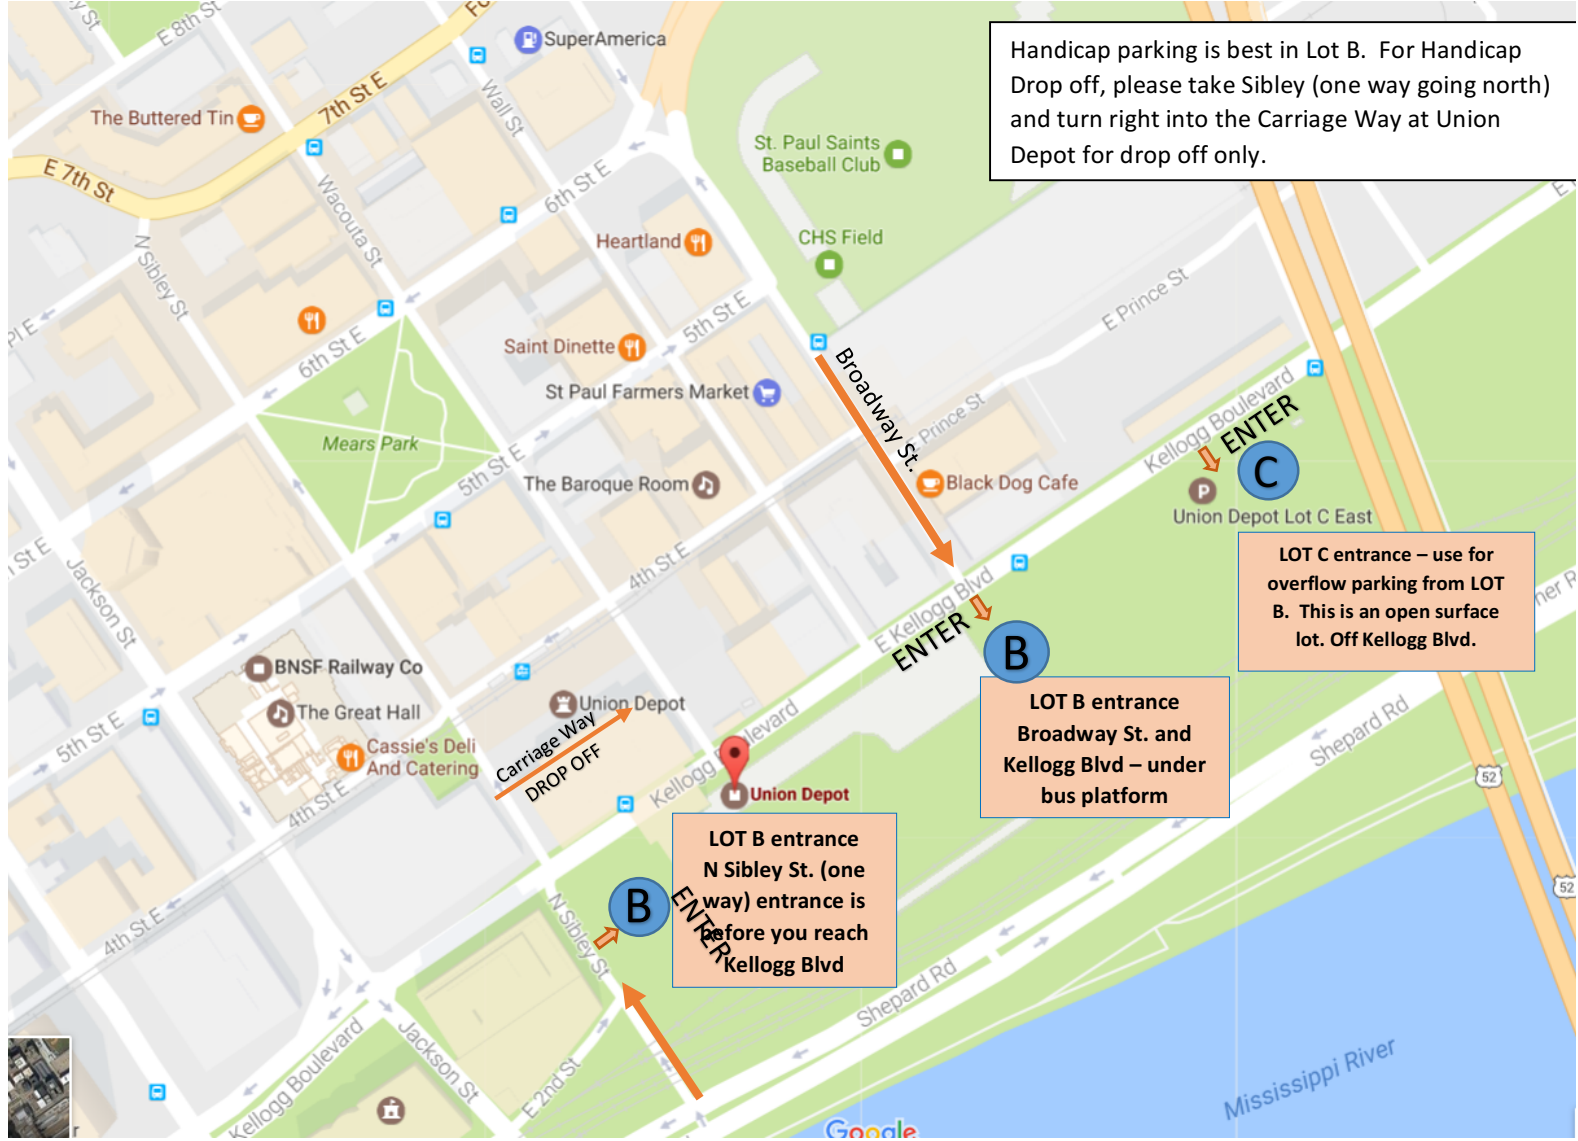 Handicap parking is best in Lot B.  For Handicap
Drop off, please take Sibley (one way going north)
and turn right into the Carriage Way at Union
Depot for drop off only.
E 8th St
SuperAmerica
The Buttered Tin
7th St E
Wall St
E 7th St
Wacouta St
6th St E
St. Paul Saints
Baseball Club
N Sibley St
Heartland
CHS Field
E Prince St
5th St E
6th St E
Saint Dinette
St Paul Farmers Market
Broadway St.
E Prince St
Kellogg Boulevard
ENTER
C
Mears Park
5th St E
The Baroque Room
Black Dog Cafe
P
Union Depot Lot C East
LOT C entrance – use for
overflow parking from LOT
B.  This is an open surface
lot. Off Kellogg Blvd.
4th St E
Jackson St
E Kellogg Blvd
ENTER
B
LOT B entrance
Broadway St. and
Kellogg Blvd – under
bus platform
BNSF Railway Co
The Great Hall
Union Depot
Carriage Way
DROP OFF
5th St E
Cassie's Deli
And Catering
Kellogg Boulevard
Union Depot
Shepard Rd
52
4th St E
LOT B entrance
N Sibley St. (one
way) entrance is
before you reach
Kellogg Blvd
B
ENTER
N Sibley St
52
4th St E
Shepard Rd
Jackson St
E 2nd St
Kellogg Boulevard
Mississippi River
Google